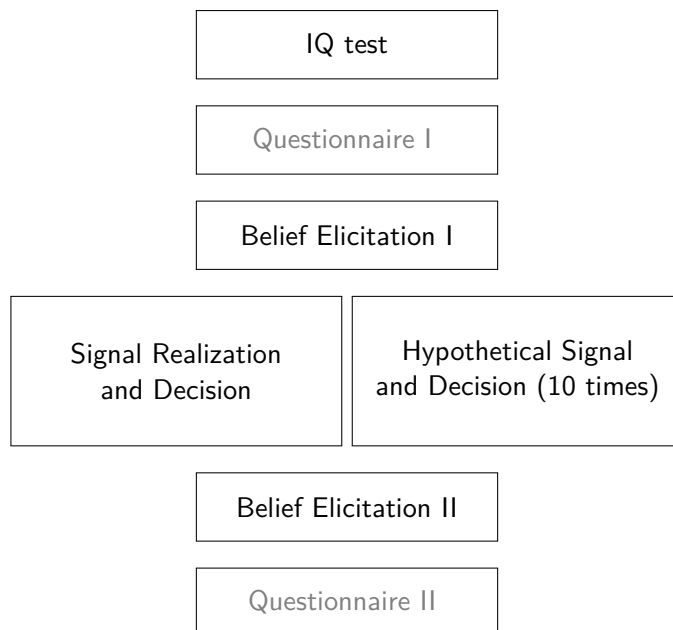 IQ test
Questionnaire I
Belief Elicitation I
Signal Realization
and Decision
Hypothetical Signal
and Decision (10 times)
Belief Elicitation II
Questionnaire II